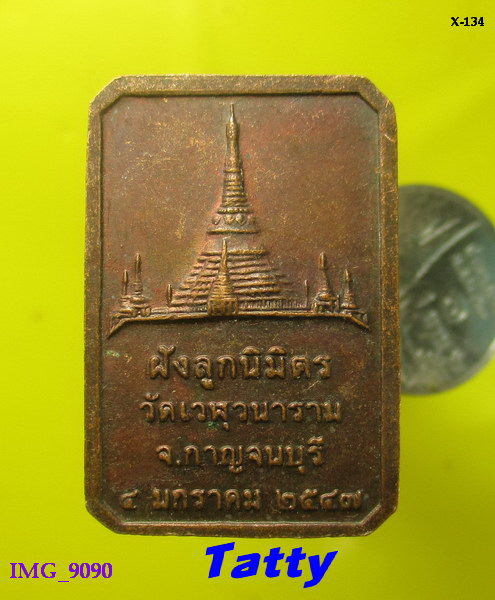 X-134
ฝังลูกนิมิตร
วัดเวฬุวนาราม
จ.กาญจนบุรี
๔ มกราคม ๒๕๔๗
IMG_9090
Tatty